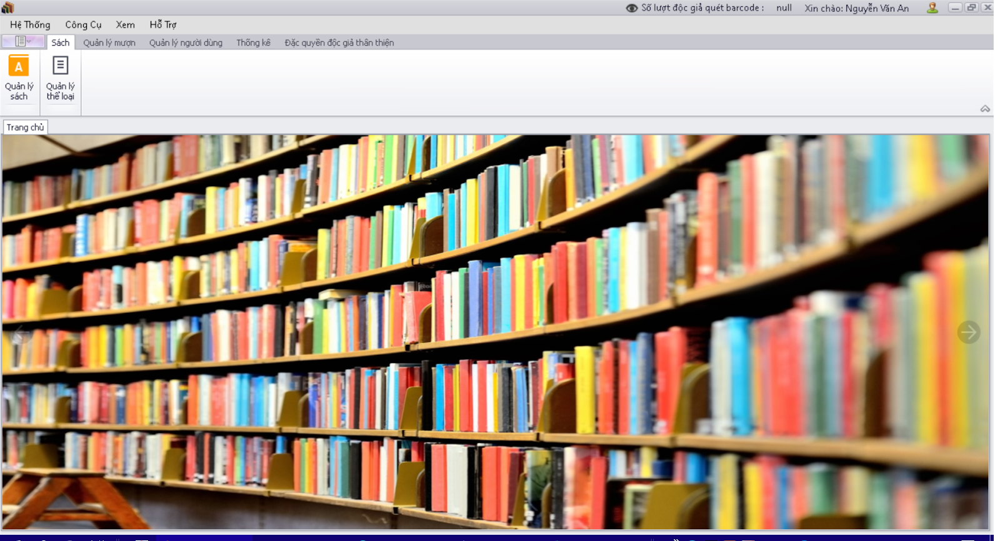 Số lượt độc giả quét barcode : null Xin chào: Nguyễn Văn An
Hệ Thống Công Cụ Xem Hỗ Trợ
Sách Quản lý mượn Quản lý người dùng Thống kê Đặc quyền độc giả thân thiện
A
Quản lý
sách
Quản lý
thể loại
Trang chủ